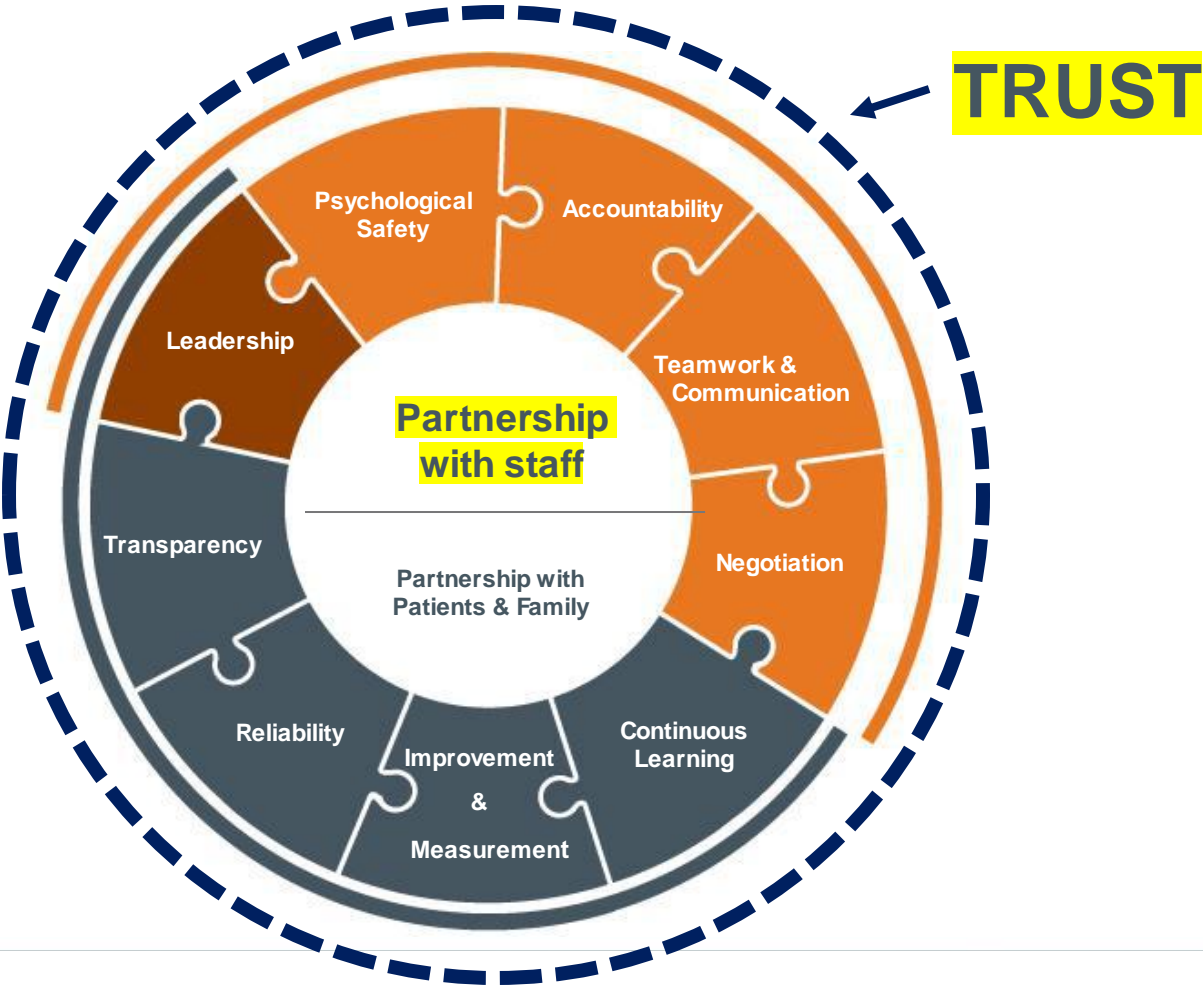 TRUST
Psychological
Safety
Accountability
Leadership
Teamwork &
Communication
Partnership
with staff
Transparency
Negotiation
Partnership with
Patients & Family
Reliability
Improvement
&
Measurement
Continuous
Learning